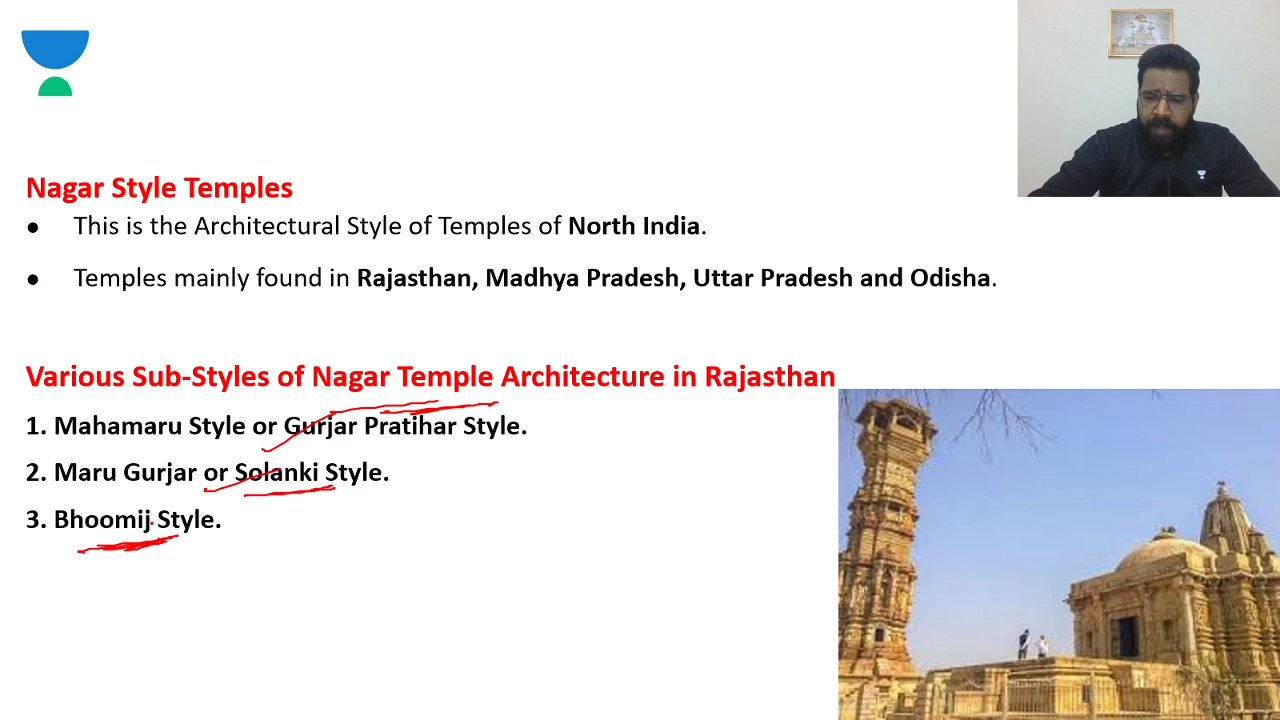 Nagar Style Temples
● This is the Architectural Style of Temples of North India.
● Temples mainly found in Rajasthan, Madhya Pradesh, Uttar Pradesh and Odisha.
Various Sub-Styles of Nagar Temple Architecture in Rajasthan
1. Mahamaru Style or Gurjar Pratihar Style.
2. Maru Gurjar or Solanki Style.
3. Bhoomij Style.